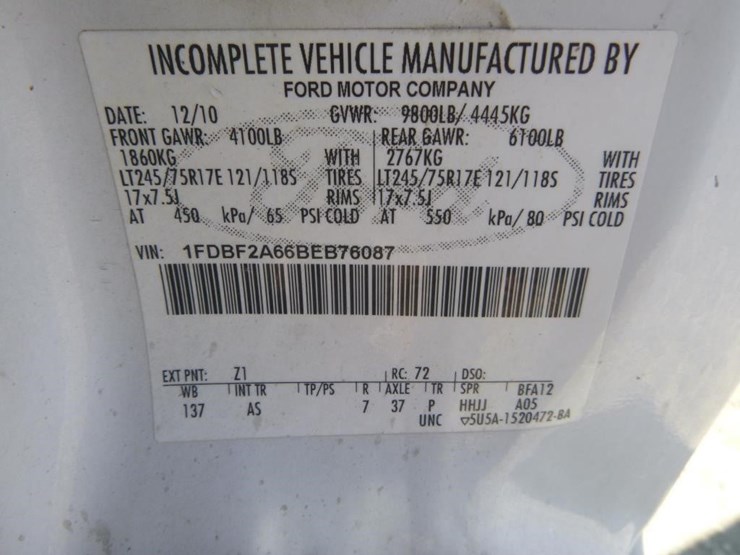 INCOMPLETE VEHICLE MANUFACTURED BY
FORD MOTOR COMPANY
DATE: 12/10 GVWR: 9800LB/ 4445KG
FRONT GAWR: 4100LB REAR GAWR: 6100LB
1860KG WITH 2767KG WITH
LT245/75R17E 121/118S TIRES LT245/75R17E 121/118S TIRES
17x7.5J RIMS 17x7.5J RIMS
AT 450 kPa/ 65 PSI COLD AT 550 kPa/ 80 PSI COLD
VIN: 1FDBF2A66BEB76087
EXT PNT: Z1 RC: 72 DSO:
WB INT TR TP/PS R AXLE TR SPR BFA12
137 AS 7 37 P HHJJ A05
UNC 5U5A-1520472-BA